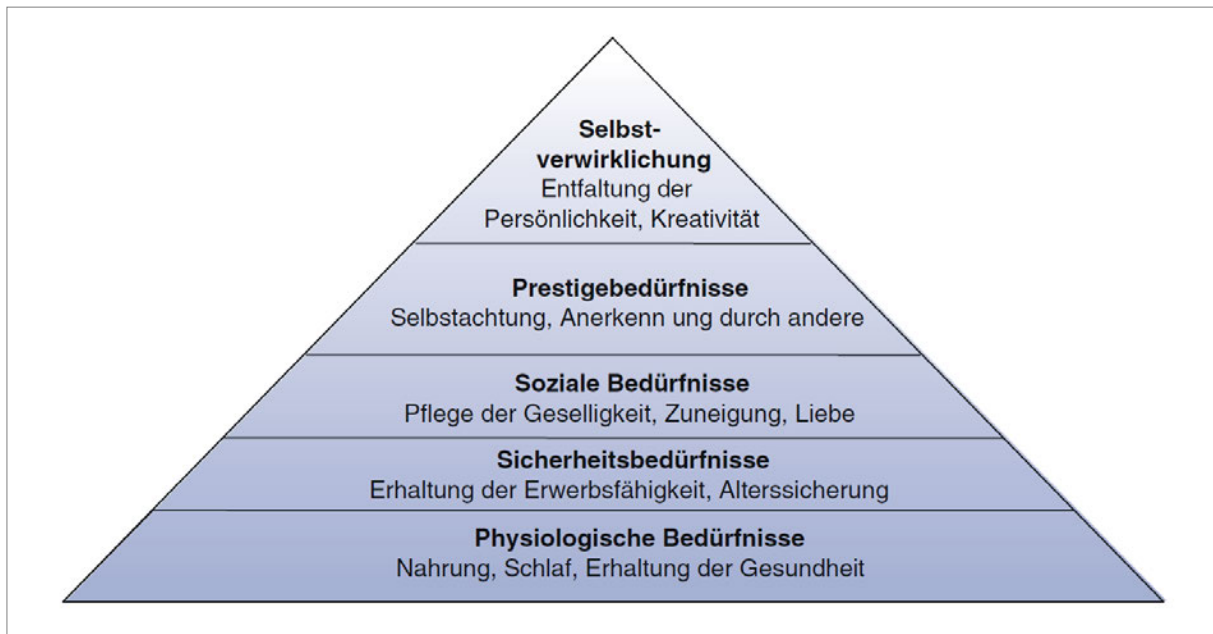 Selbst-
verwirklichung
Entfaltung der
Persönlichkeit, Kreativität
Prestigebedürfnisse
Selbstachtung, Anerkenn ung durch andere
Soziale Bedürfnisse
Pflege der Geselligkeit, Zuneigung, Liebe
Sicherheitsbedürfnisse
Erhaltung der Erwerbsfähigkeit, Alterssicherung
Physiologische Bedürfnisse
Nahrung, Schlaf, Erhaltung der Gesundheit